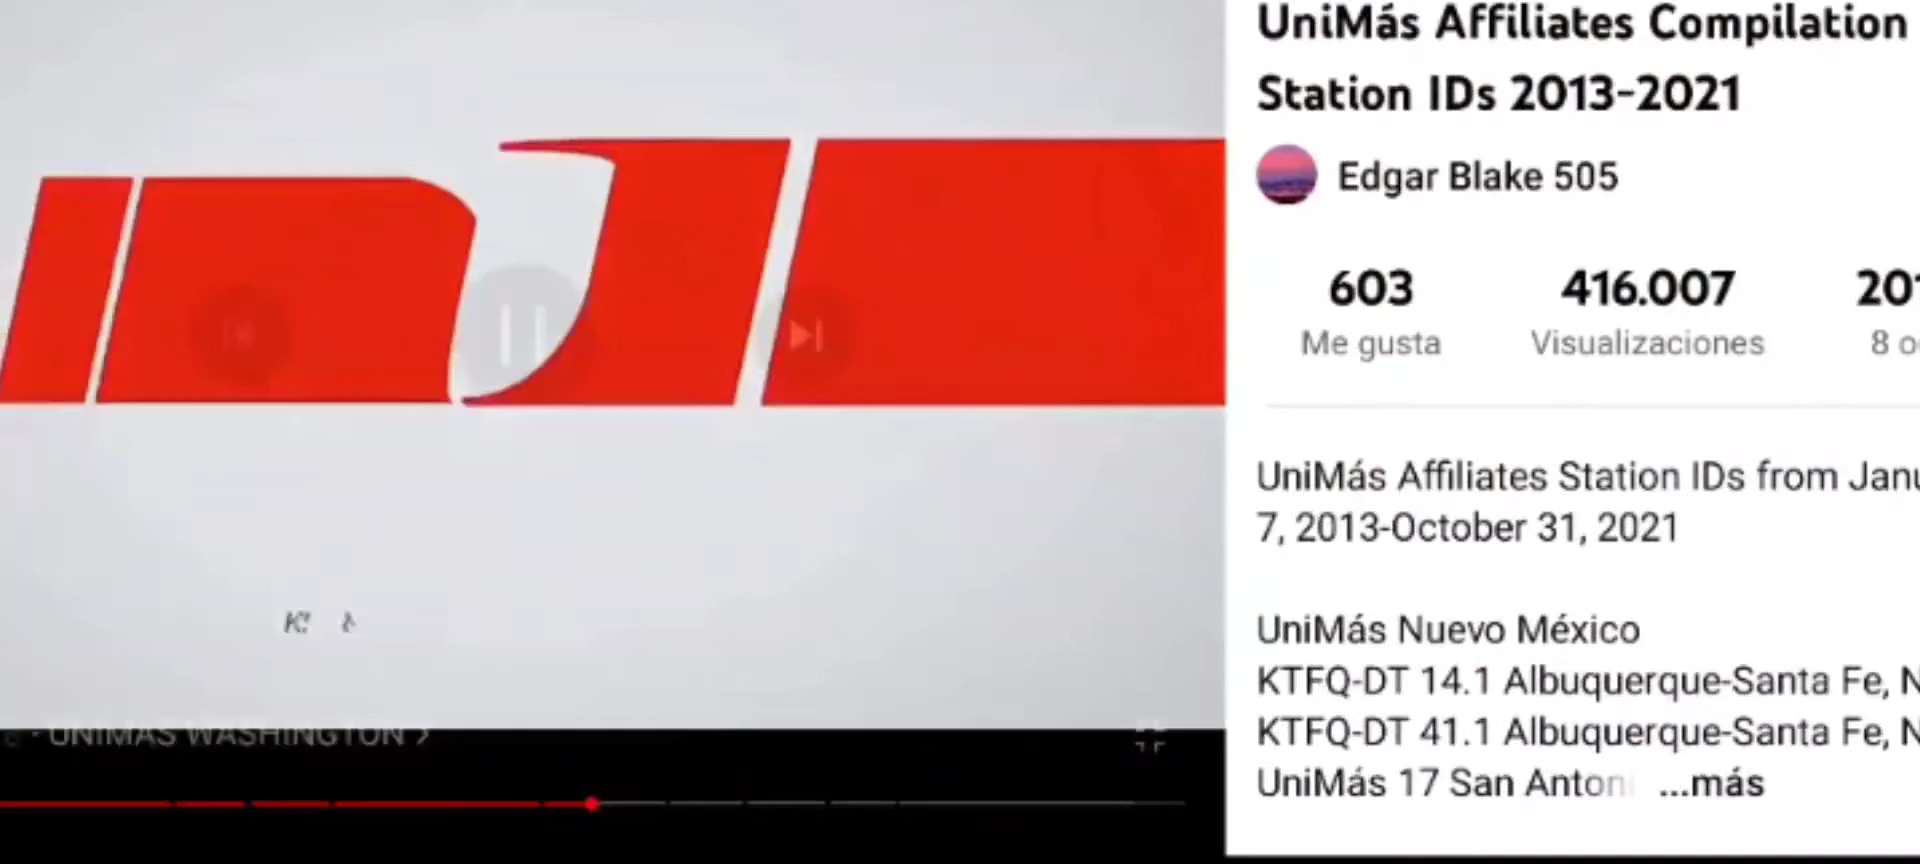 UniMás Affiliates Compilation
Station IDs 2013-2021
Edgar Blake 505
603
416.007
Me gusta
Visualizaciones
8
UniMás Affiliates Station IDs from
7, 2013-October 31, 2021
UniMás Nuevo México
KTFQ-DT 14.1 Albuquerque-Santa Fe,
KTFQ-DT 41.1 Albuquerque-Santa Fe,
UniMás 17 San
...más
· UNIMÁS WASHINGTON >